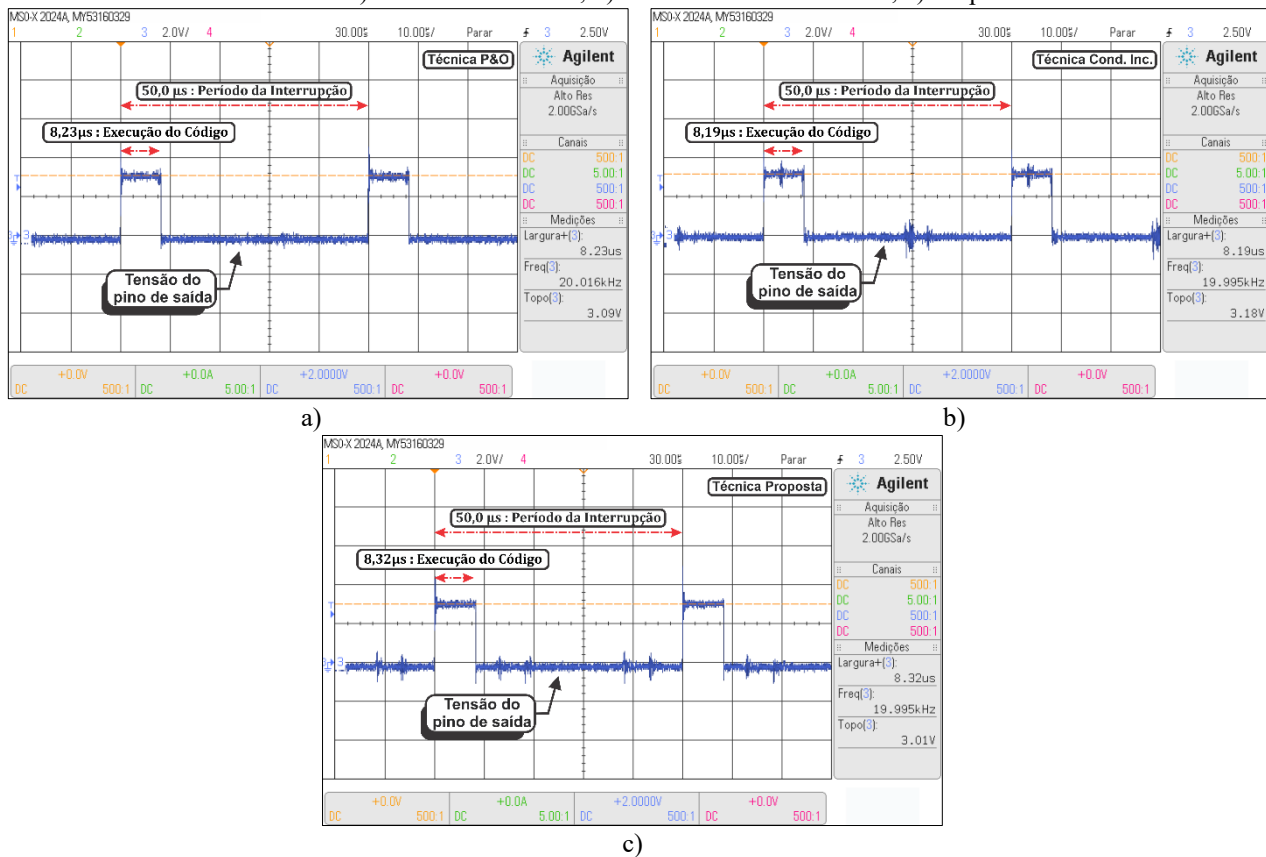 MSO-X 2024A, MY53160329
1 2 3 2.0V/ 4 30.00s 10.00s/ Parar 3 2.50V
Técnica P&O
Agilent
50,0 µs : Período da Interrupção
8,23µs : Execução do Código
Tensão do
pino de saída
Aquisição
Alto Res
2.00GSa/s
Canais
DC 500:1
DC 5.00:1
DC 500:1
DC 500:1
Medições
Largura+(3):
8.23us
Freq(3):
20.016kHz
Topo(3):
3.09V
+0.0V +0.0A +2.0000V +0.0V
DC 500:1 DC 5.00:1 DC 500:1 DC 500:1
a)
MSO-X 2024A, MY53160329
1 2 3 2.0V/ 4 30.00s 10.00s/ Parar 3 2.50V
Técnica Cond. Inc.
Agilent
50,0 µs : Período da Interrupção
8,19µs : Execução do Código
Tensão do
pino de saída
Aquisição
Alto Res
2.00GSa/s
Canais
DC 500:1
DC 5.00:1
DC 500:1
DC 500:1
Medições
Largura+(3):
8.19us
Freq(3):
19.995kHz
Topo(3):
3.18V
+0.0V +0.0A +2.0000V +0.0V
DC 500:1 DC 5.00:1 DC 500:1 DC 500:1
b)
MSO-X 2024A, MY53160329
1 2 3 2.0V/ 4 30.00s 10.00s/ Parar 3 2.50V
Técnica Proposta
Agilent
50,0 µs : Período da Interrupção
8,32µs : Execução do Código
Tensão do
pino de saída
Aquisição
Alto Res
2.00GSa/s
Canais
DC 500:1
DC 5.00:1
DC 500:1
DC 500:1
Medições
Largura+(3):
8.32us
Freq(3):
19.995kHz
Topo(3):
3.01V
+0.0V +0.0A +2.0000V +0.0V
DC 500:1 DC 5.00:1 DC 500:1 DC 500:1
c)